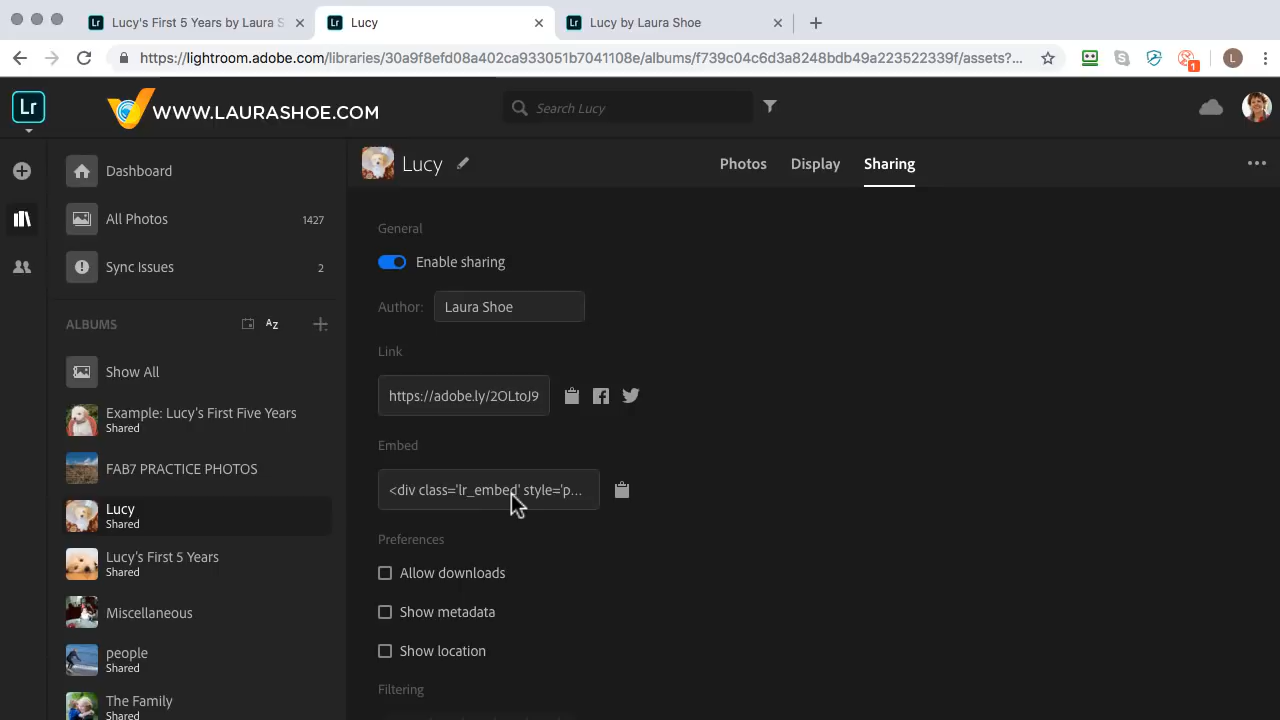 Lucy's First 5 Years by Laura S
Lucy
Lucy by Laura Shoe
https://lightroom.adobe.com/libraries/30a9f8efd08a402ca933051b7041108e/albums/f739c04c6d3a8248bdb49a223522339f/assets?...
1
L
Lr
WWW.LAURASHOE.COM
Search Lucy
Dashboard
All Photos 1427
Sync Issues 2
ALBUMS AZ
Show All
Example: Lucy's First Five Years
Shared
FAB7 PRACTICE PHOTOS
Lucy
Shared
Lucy's First 5 Years
Shared
Miscellaneous
people
Shared
The Family
Shared
Lucy
Photos Display Sharing
General
Enable sharing
Author: Laura Shoe
Link
https://adobe.ly/2OLtoJ9
Embed
<div class='lr_embed' style='p...
Preferences
Allow downloads
Show metadata
Show location
Filtering